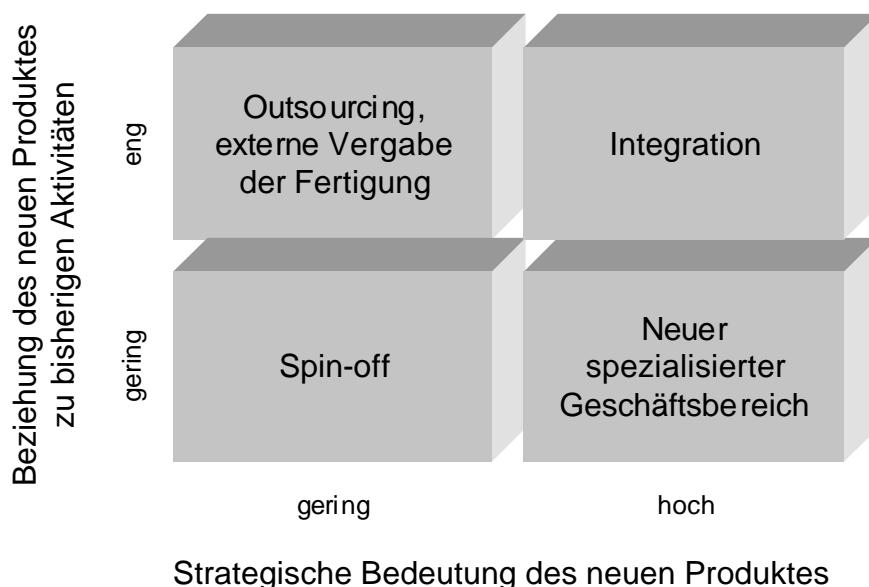 Beziehung des neuen Produktes
zu bisherigen Aktivitäten
eng
Outsourcing,
externe Vergabe
der Fertigung
Integration
gering
Spin-off
Neuer
spezialisierter
Geschäftsbereich
gering
hoch
Strategische Bedeutung des neuen Produktes